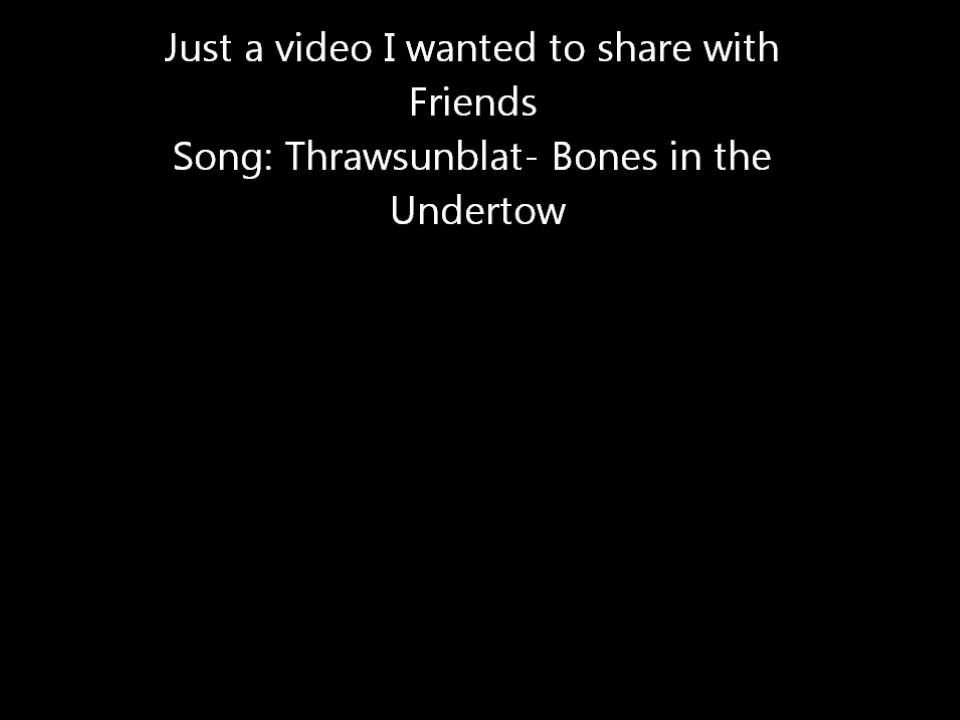 Just a video I wanted to share with
Friends
Song: Thrawsunblat- Bones in the
Undertow